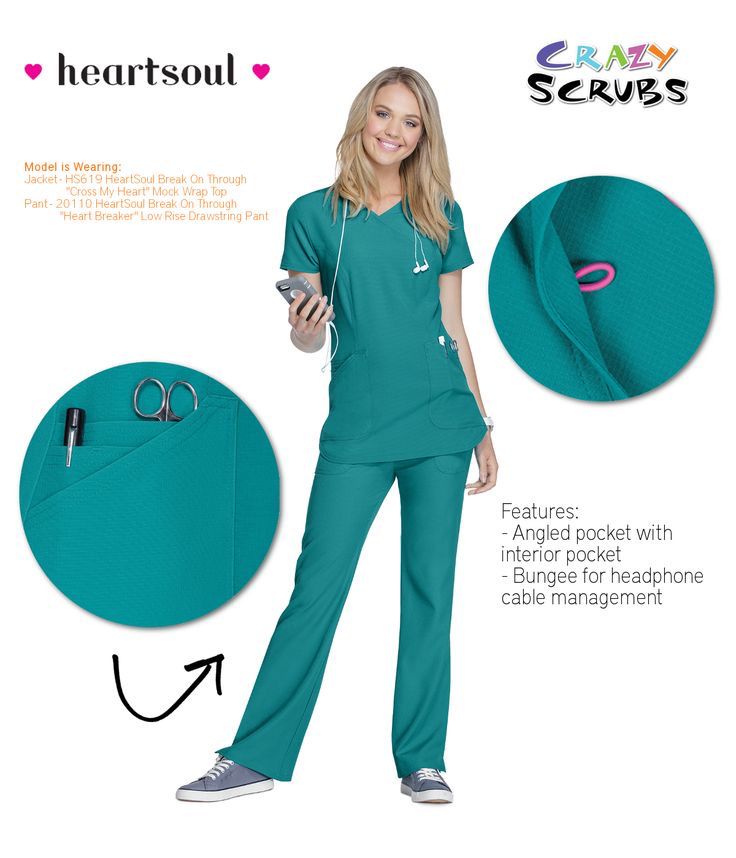 heartsoul
CRAZY
SCRUBS
Model is Wearing:
Jacket- HS619 HeartSoul Break On Through
"Cross My Heart" Mock Wrap Top
Pant- 20110 HeartSoul Break On Through
"Heart Breaker" Low Rise Drawstring Pant
Features:
- Angled pocket with
interior pocket
- Bungee for headphone
cable management